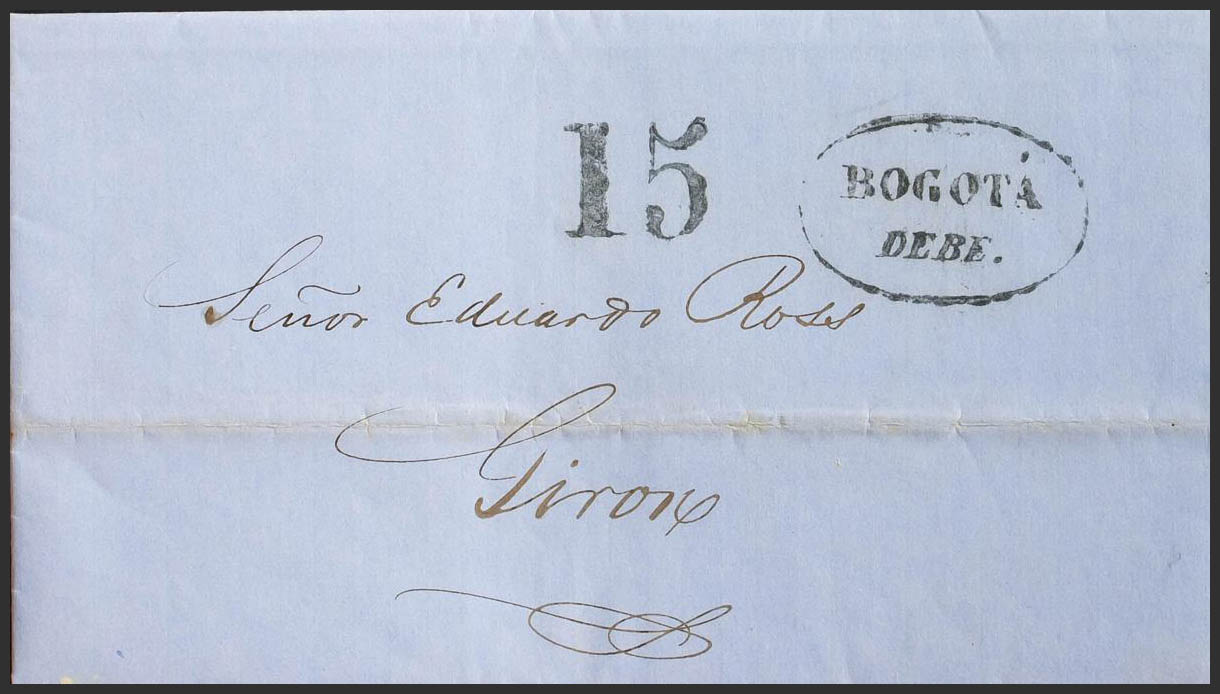 15
BOGOTÁ
DEBE.
Señor Eduardo Ross
Giron